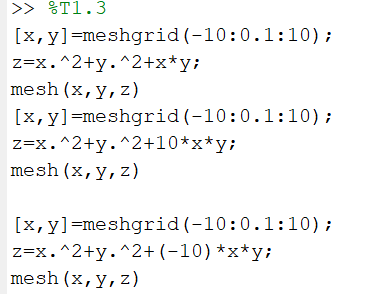 >> %T1.3
[x,y]=meshgrid(-10:0.1:10);
z=x.^2+y.^2+x*y;
mesh(x,y,z)
[x,y]=meshgrid(-10:0.1:10);
z=x.^2+y.^2+10*x*y;
mesh(x,y,z)
[x,y]=meshgrid(-10:0.1:10);
z=x.^2+y.^2+(-10)*x*y;
mesh(x,y,z)